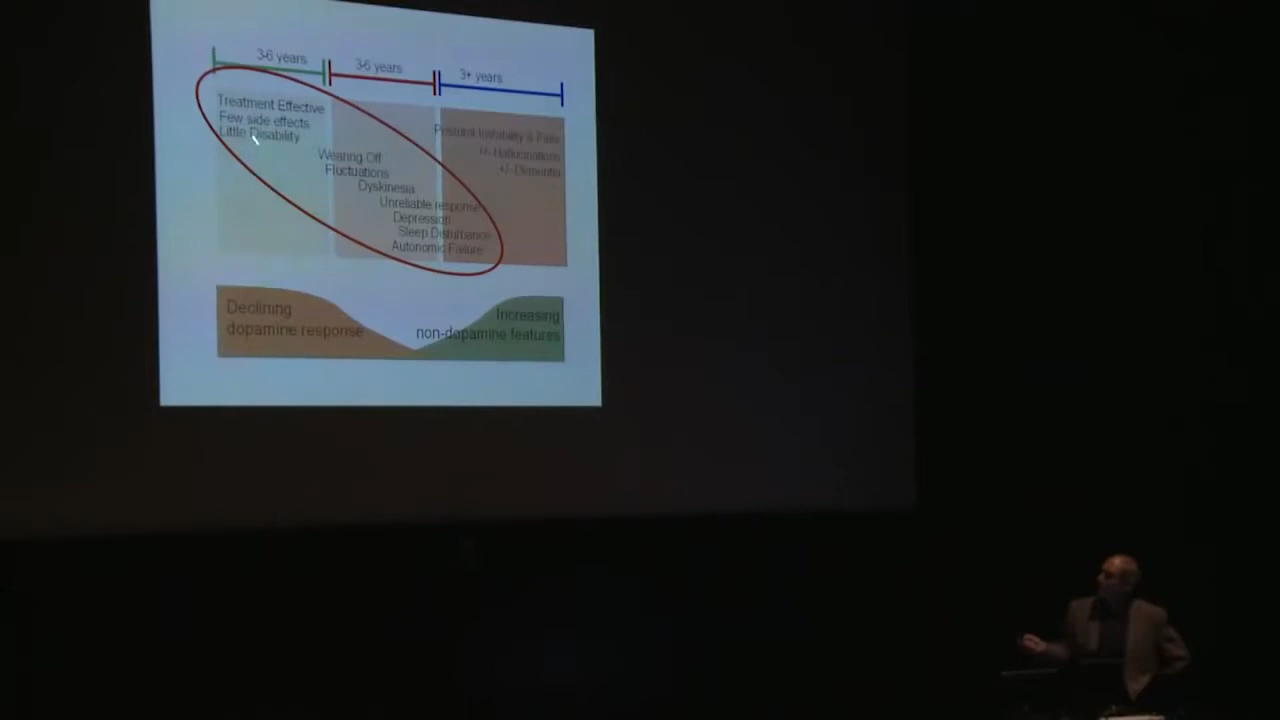 3-6 years
3-6 years
3+ years
Treatment Effective
Few side effects
Little Disability
Wearing Off
Fluctuations
Dyskinesia
Unreliable response
Depression
Sleep Disturbance
Autonomic Failure
Postural Instability & Falls
+/- Hallucinations
+/- Dementia
Declining
dopamine response
Increasing
non-dopamine features